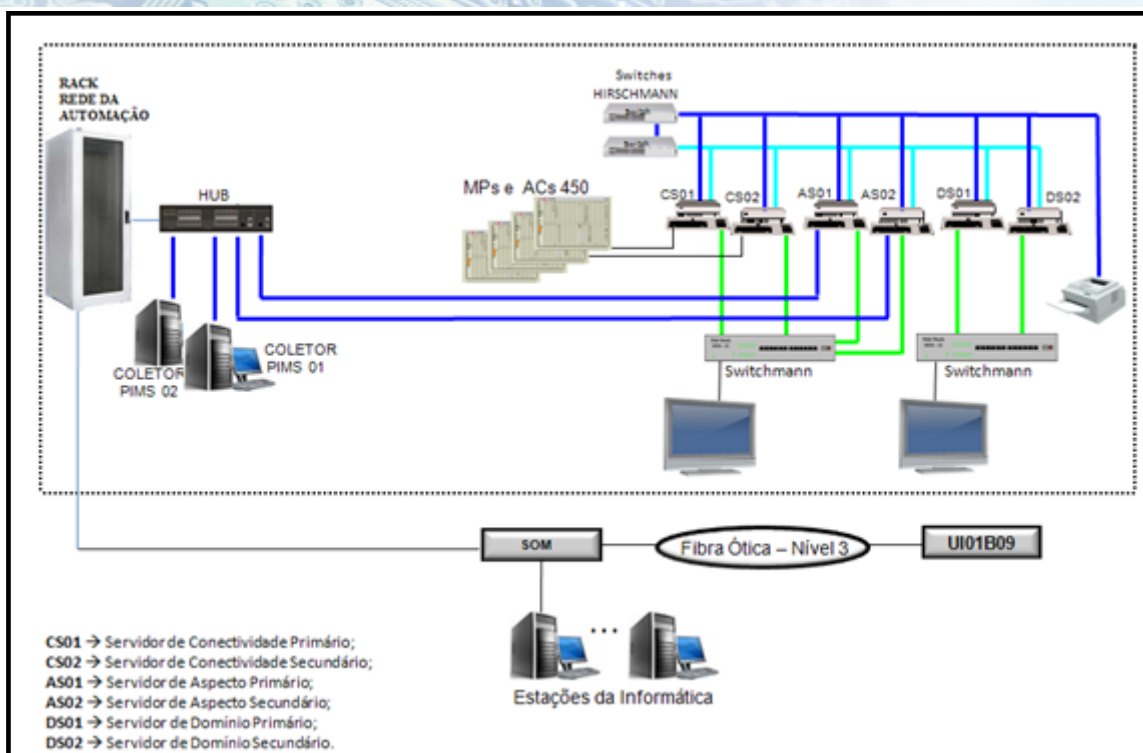 RACK
REDE DA
AUTOMAÇÃO
HUB
COLETOR
PIMS 02
COLETOR
PIMS 01
Switches
HIRSCHMANN
MPs e ACs 450
CS01
CS02
AS01
AS02
DS01
DS02
Switchmann
Switchmann
SOM
Fibra Ótica – Nível 3
UI01B09
Estações da Informática
...
CS01 → Servidor de Conectividade Primário;
CS02 → Servidor de Conectividade Secundário;
AS01 → Servidor de Aspecto Primário;
AS02 → Servidor de Aspecto Secundário;
DS01 → Servidor de Domínio Primário;
DS02 → Servidor de Domínio Secundário.